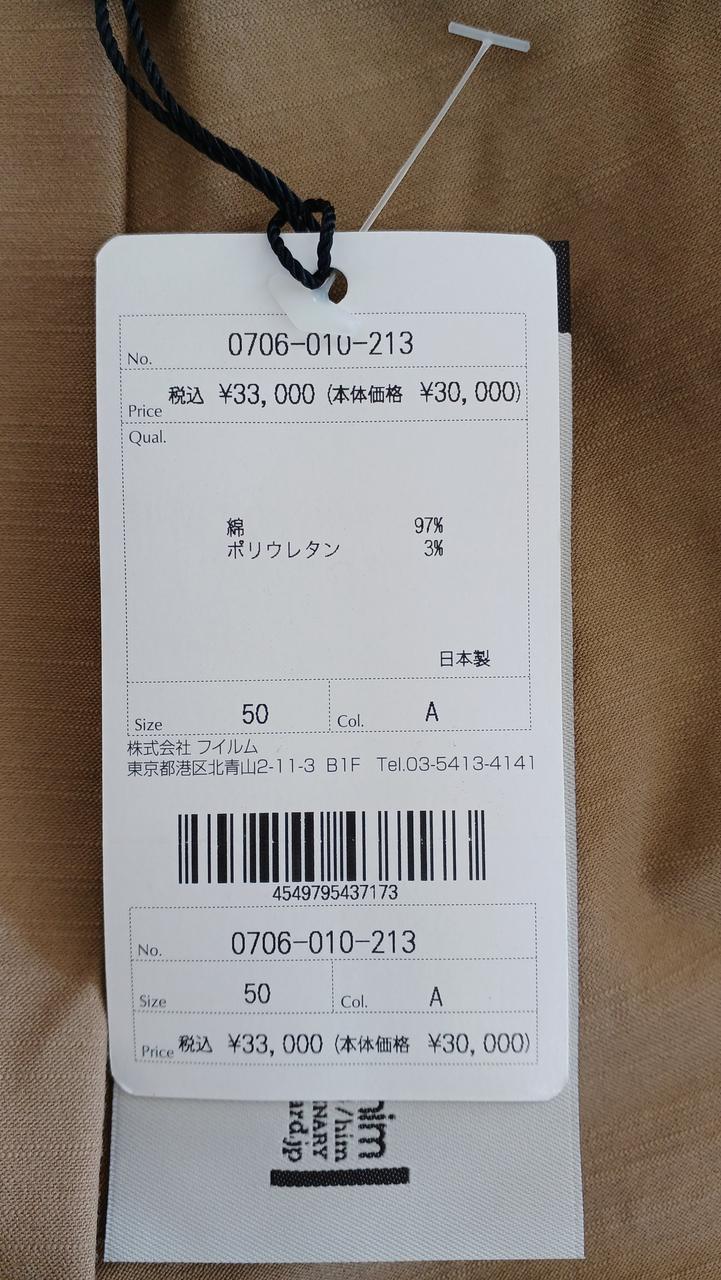 No. 0706-010-213
Price 税込 ¥33,000 (本体価格 ¥30,000)
Qual.
綿 97%
ポリウレタン 3%
日本製
Size 50 Col. A
株式会社 フイルム
東京都港区北青山2-11-3 B1F Tel.03-5413-4141
4549795437173
No. 0706-010-213
Size 50 Col. A
Price 税込 ¥33,000 (本体価格 ¥30,000)
/him
ard.jp